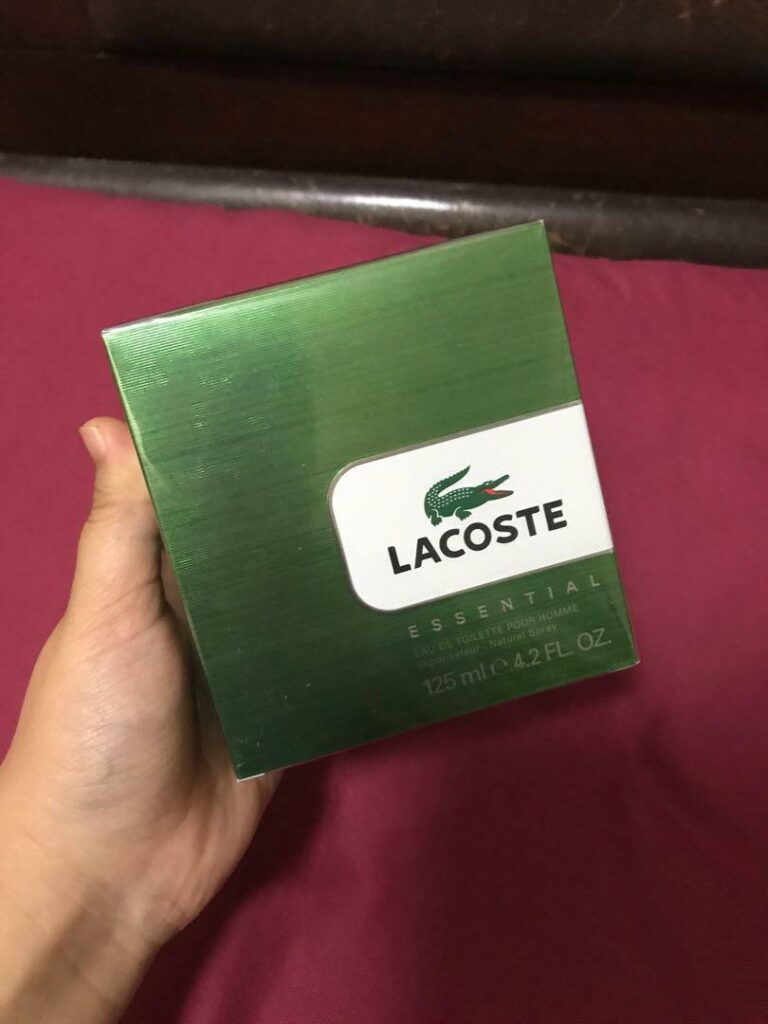 LACOSTE
ESSENTIAL
EAU DE TOILETTE POUR HOMME
Vaporisateur · Natural Spray
125 ml ℮ 4.2 FL. OZ.